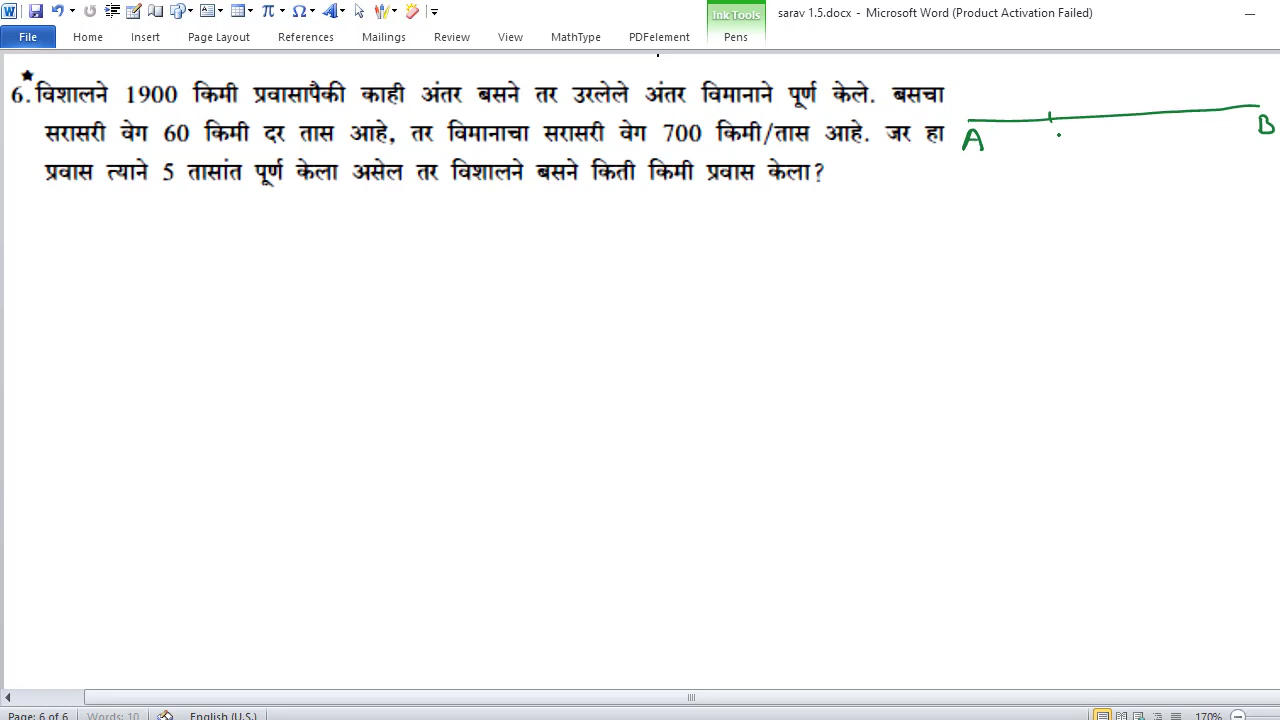 sarav 1.5.docx - Microsoft Word (Product Activation Failed)
Ink Tools
File Home Insert Page Layout References Mailings Review View MathType PDFelement Pens
6. विशालने 1900 किमी प्रवासापैकी काही अंतर बसने तर उरलेले अंतर विमानाने पूर्ण केले. बसचा
सरासरी वेग 60 किमी दर तास आहे, तर विमानाचा सरासरी वेग 700 किमी/तास आहे. जर हा
प्रवास त्याने 5 तासांत पूर्ण केला असेल तर विशालने बसने किती किमी प्रवास केला?
A B
Page: 6 of 6 Words: 10 English (U.S.) 170%